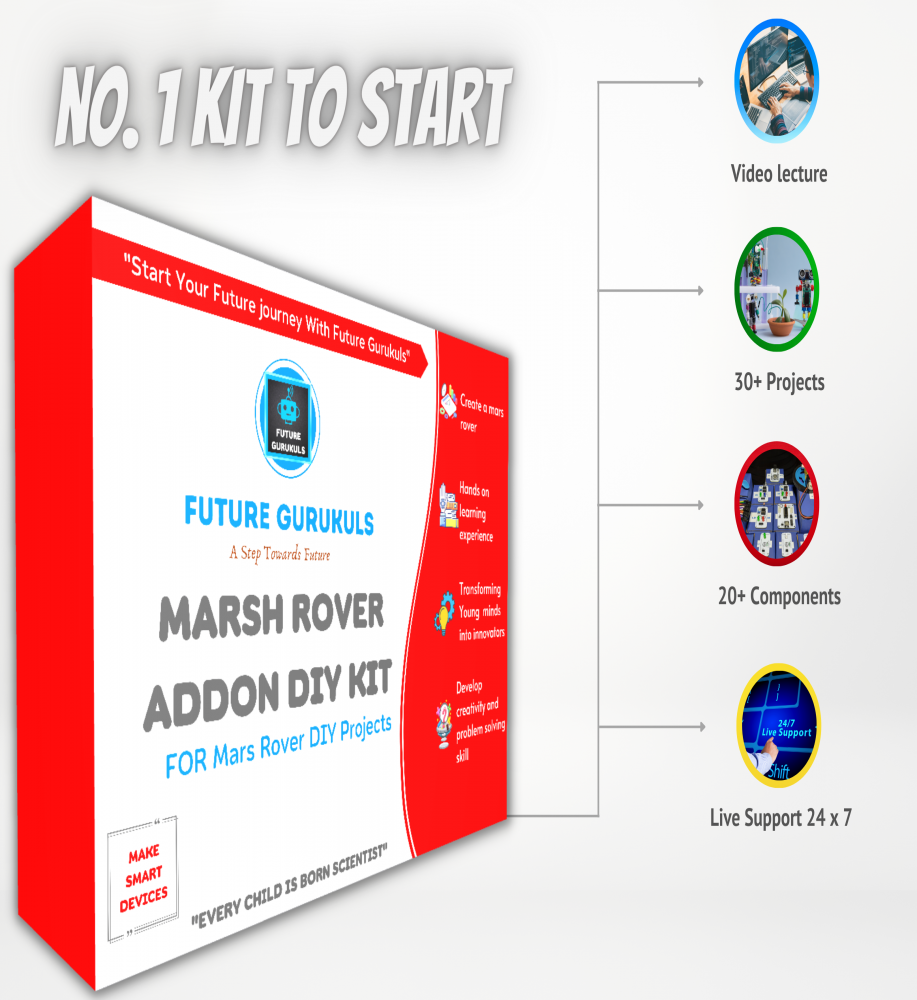 NO. 1 KIT TO START
"Start Your Future journey With Future Gurukuls"
FUTURE
GURUKULS
FUTURE GURUKULS
A Step Towards Future
MARSH ROVER
ADDON DIY KIT
FOR Mars Rover DIY Projects
MAKE
SMART
DEVICES
"EVERY CHILD IS BORN SCIENTIST"
Create a mars
rover
Hands on
learning
experience
Transforming
Young minds
into innovators
Develop
creativity and
problem solving
skill
Video lecture
30+ Projects
20+ Components
24/7
Live Support
Shift
Live Support 24 x 7